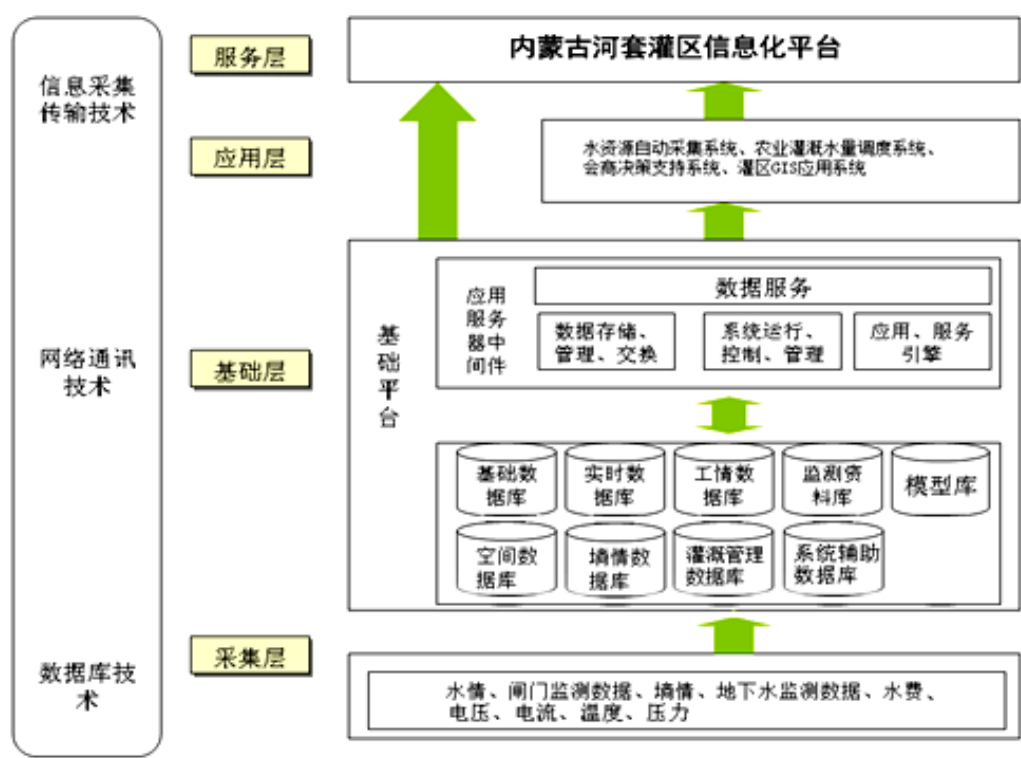 信息采集
传输技术
网络通讯
技术
数据库技
术
服务层
内蒙古河套灌区信息化平台
应用层
水资源自动采集系统、农业灌溉水量调度系统、
会商决策支持系统、灌区GIS应用系统
基础层
基
础
平
台
应用
服务
器中
间件
数据服务
数据存储、
管理、交换
系统运行、
控制、管理
应用、服务
引擎
基础数
据库
实时数
据库
工情数
据库
监测资
料库
模型库
空间数
据库
墒情数
据库
灌溉管理
数据库
系统辅助
数据库
采集层
水情、闸门监测数据、墒情、地下水监测数据、水费、
电压、电流、温度、压力